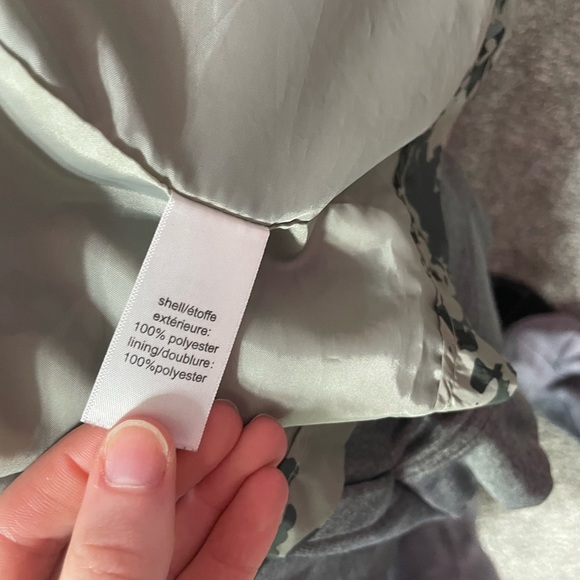 shell/étoffe
extérieure:
100% polyester
lining/doublure:
100%polyester